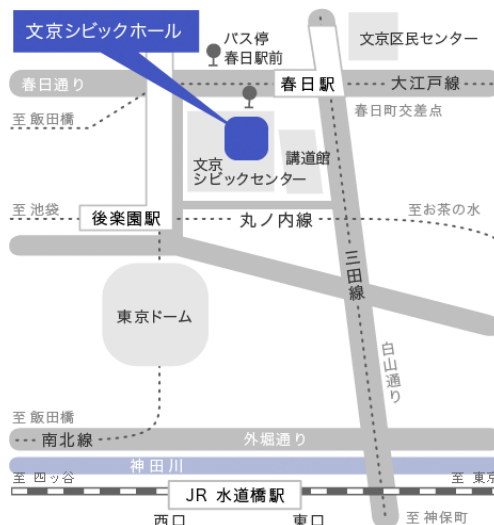 文京シビックホール
バス停
春日駅前
文京区民センター
春日通り
春日駅
大江戸線
春日町交差点
至飯田橋
文京
シビックセンター
講道館
至池袋
後楽園駅
丸ノ内線
至お茶の水
三田線
東京ドーム
白山通り
至飯田橋
南北線
外堀通り
神田川
至四ッ谷
至東京
JR 水道橋駅
西口
東口
至神保町